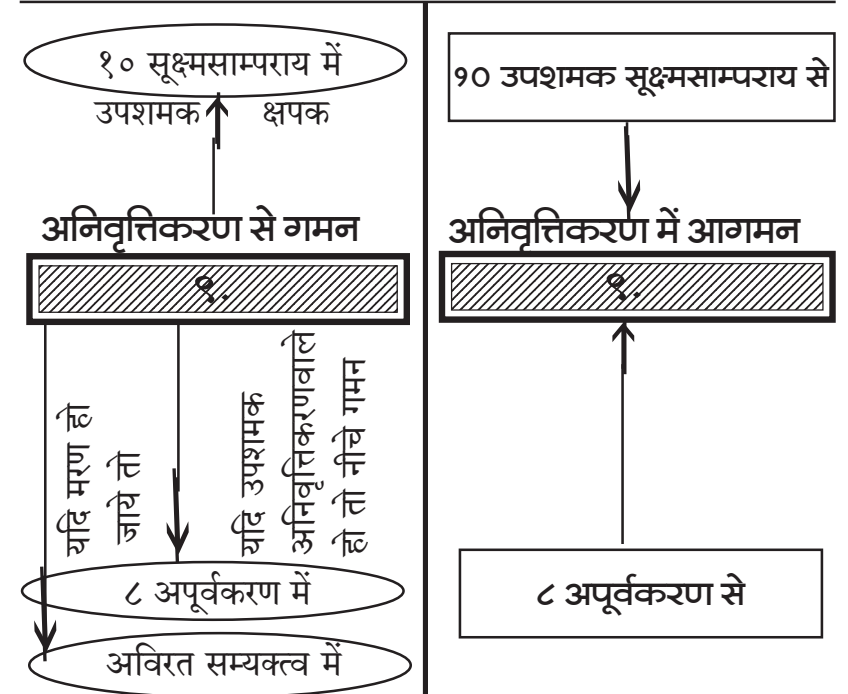 १० सूक्ष्मसाम्पराय में
उपशमक क्षपक
अनिवृत्तिकरण से गमन
९.
यदि मरण हो
जाये तो
यदि उपशमक
अनिवृत्तिकरणवाले
हो तो नीचे गमन
८ अपूर्वकरण में
अविरत सम्यक्त्व में
१० उपशमक सूक्ष्मसाम्पराय से
अनिवृत्तिकरण में आगमन
९.
८ अपूर्वकरण से